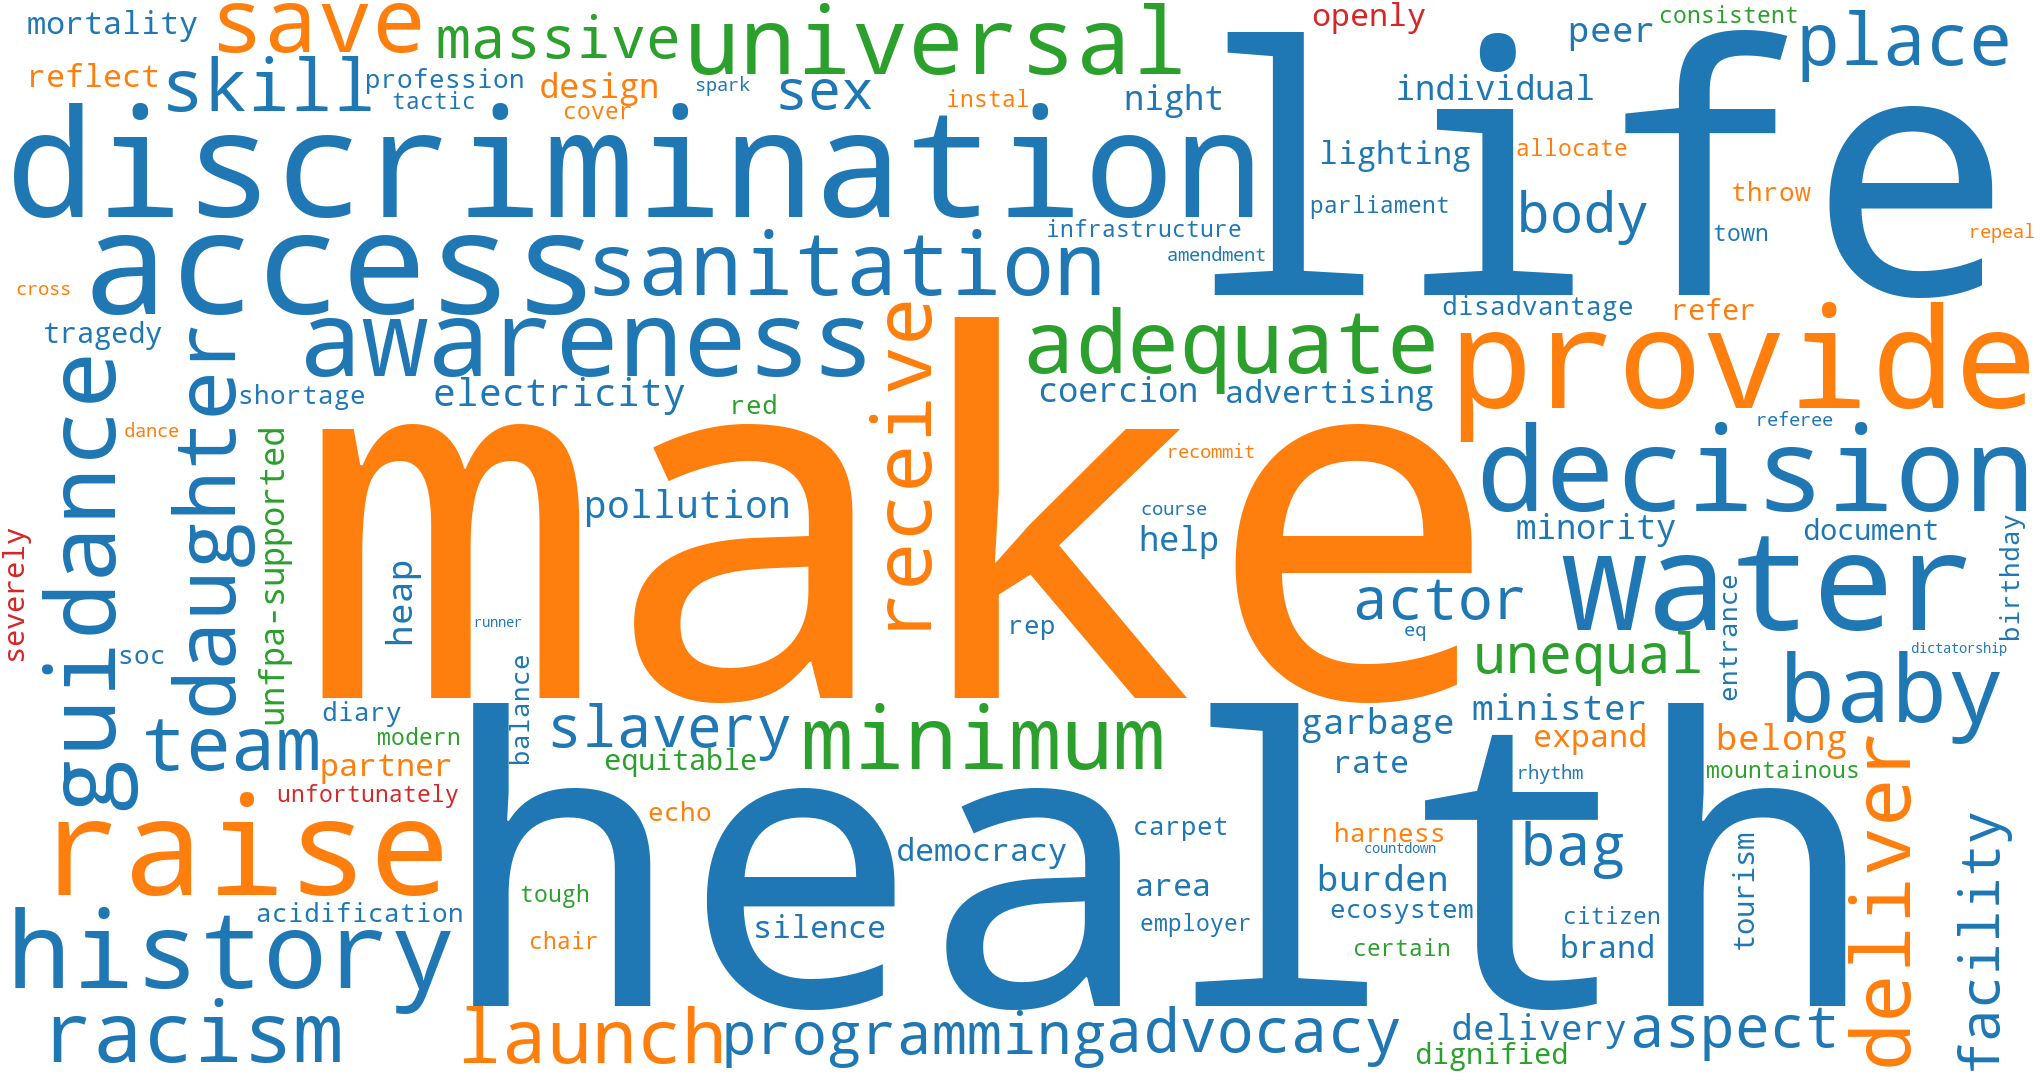 mortality
save
massive
universal
openly
peer
consistent
place
reflect
skill
profession
tactic
design
cover
spark
sex
instal
night
individual
life
discrimination
lighting
allocate
parliament
body
throw
town
repeal
access
sanitation
infrastructure
amendment
cross
tragedy
awareness
receive
adequate
disadvantage
refer
provide
guidance
daughter
shortage
electricity
red
coercion
advertising
referee
dance
unfpa-supported
make
recommit
decision
pollution
course
help
minority
document
birthday
severely
heap
runner
rep
actor
eq
water
entrance
dictatorship
soc
unequal
baby
diary
balance
slavery
minimum
garbage
minister
team
modern
partner
equitable
rate
expand
belong
rhythm
mountainous
unfortunately
health
deliver
raise
echo
carpet
harness
countdown
bag
tourism
facility
democracy
tough
area
burden
history
acidification
silence
employer
ecosystem
citizen
chair
certain
brand
racism
launch
programming
advocacy
delivery
aspect
dignified